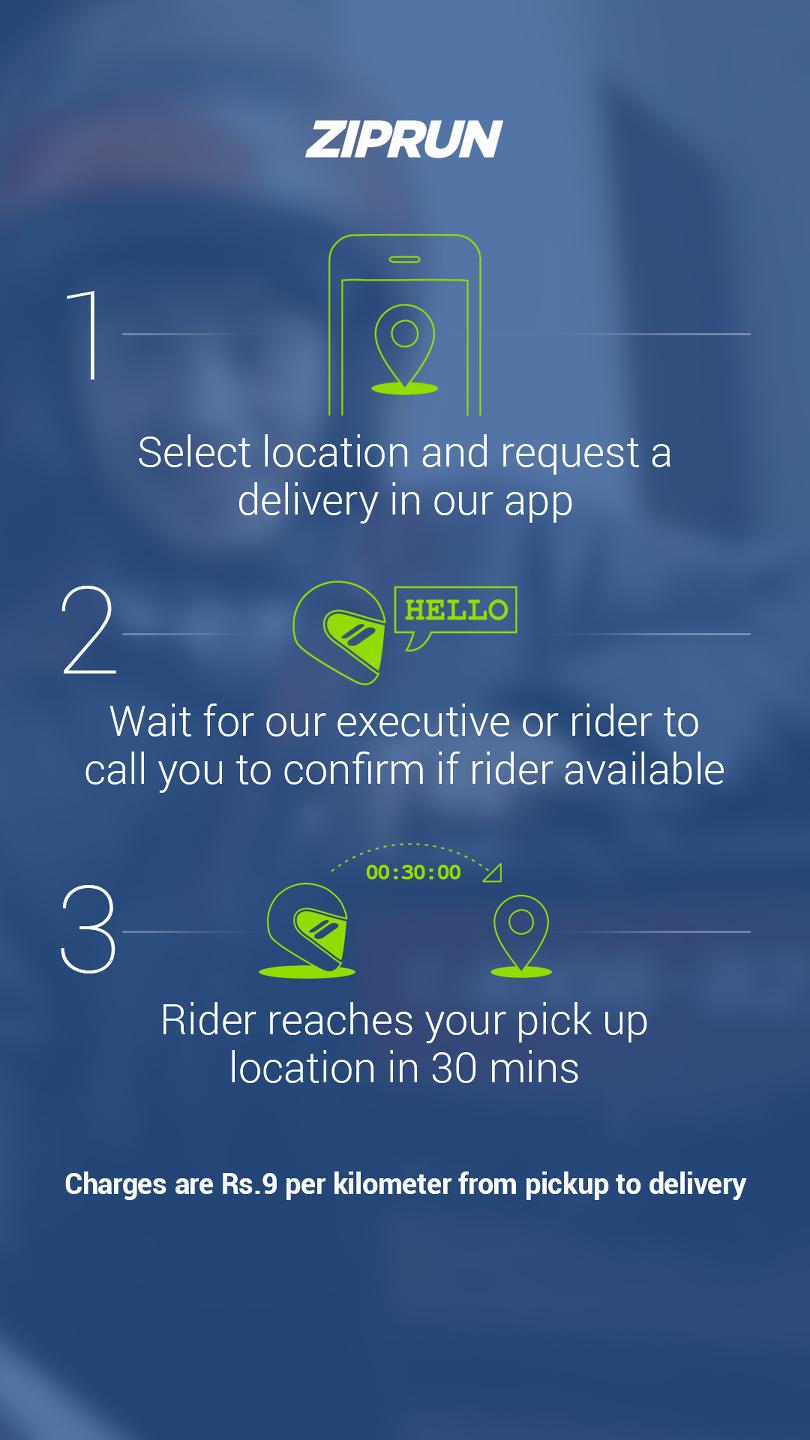 ZIPRUN
1
Select location and request a
delivery in our app
2
HELLO
Wait for our executive or rider to
call you to confirm if rider available
00:30:00
3
Rider reaches your pick up
location in 30 mins
Charges are Rs.9 per kilometer from pickup to delivery